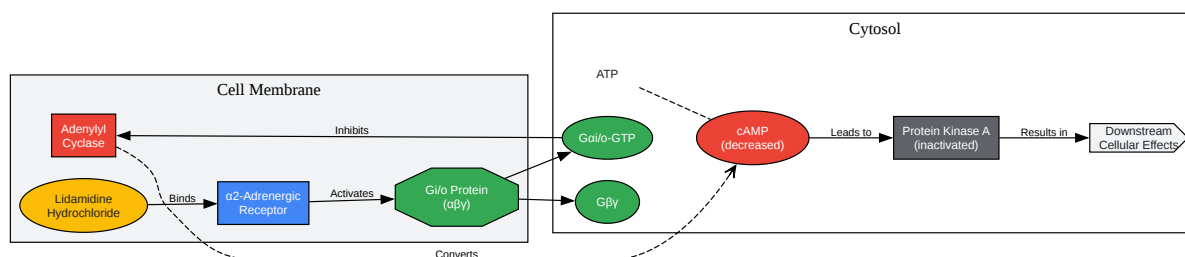 Cytosol
Cell Membrane
ATP
Adenylyl
Cyclase
Inhibits
Gαi/o-GTP
cAMP
(decreased)
Leads to
Protein Kinase A
(inactivated)
Results in
Downstream
Cellular Effects
Lidamidine
Hydrochloride
Binds
α2-Adrenergic
Receptor
Activates
Gi/o Protein
(αβγ)
Gβγ
Converts